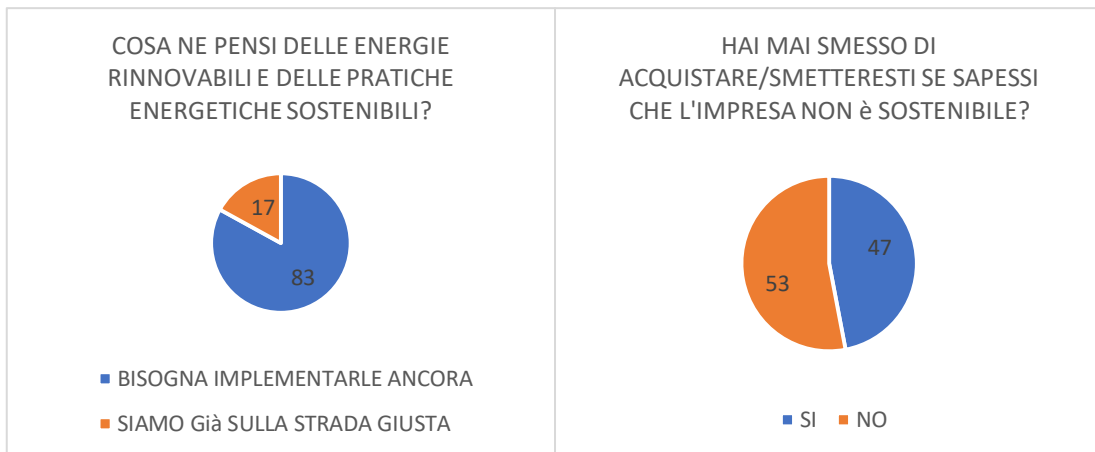 COSA NE PENSI DELLE ENERGIE
RINNOVABILI E DELLE PRATICHE
ENERGETICHE SOSTENIBILI?
17
83
BISOGNA IMPLEMENTARLE ANCORA
SIAMO Già SULLA STRADA GIUSTA
HAI MAI SMESSO DI
ACQUISTARE/SMETTERESTI SE SAPESSI
CHE L'IMPRESA NON è SOSTENIBILE?
47
53
SI NO